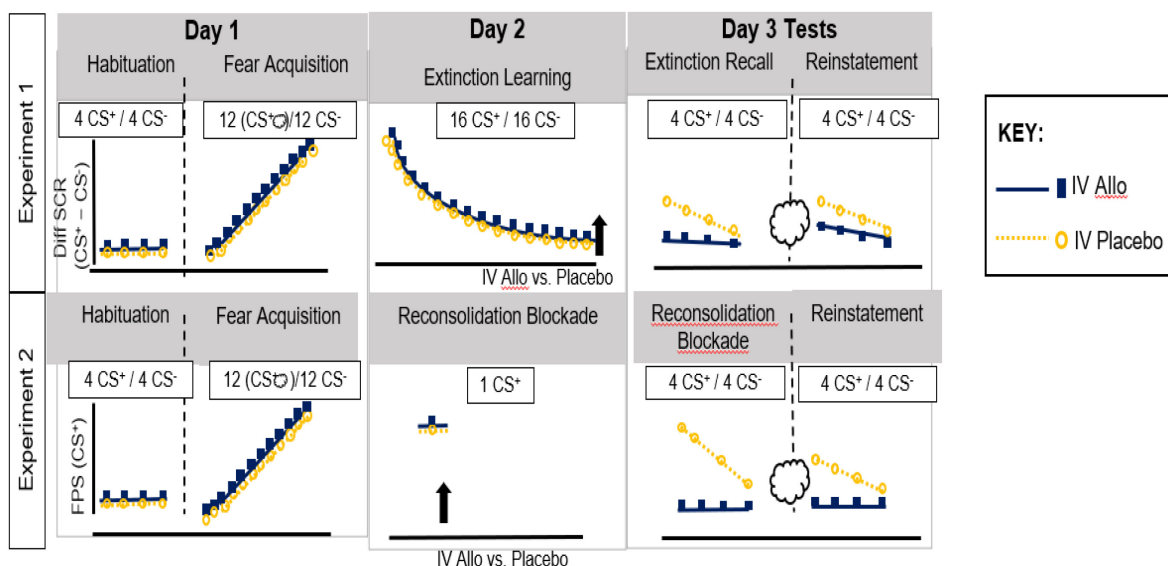 Day 1
Day 2
Day 3 Tests
Habituation
Fear Acquisition
Extinction Learning
Extinction Recall
Reinstatement
Experiment 1
4 CS+ / 4 CS-
12 (CS+)/12 CS-
16 CS+ / 16 CS-
4 CS+ / 4 CS-
4 CS+ / 4 CS-
Diff SCR
(CS+ – CS-)
IV Allo vs. Placebo
Experiment 2
Habituation
Fear Acquisition
Reconsolidation Blockade
Reconsolidation
Blockade
Reinstatement
4 CS+ / 4 CS-
12 (CS+)/12 CS-
1 CS+
4 CS+ / 4 CS-
4 CS+ / 4 CS-
FPS (CS+)
IV Allo vs. Placebo
KEY:
IV Allo
IV Placebo